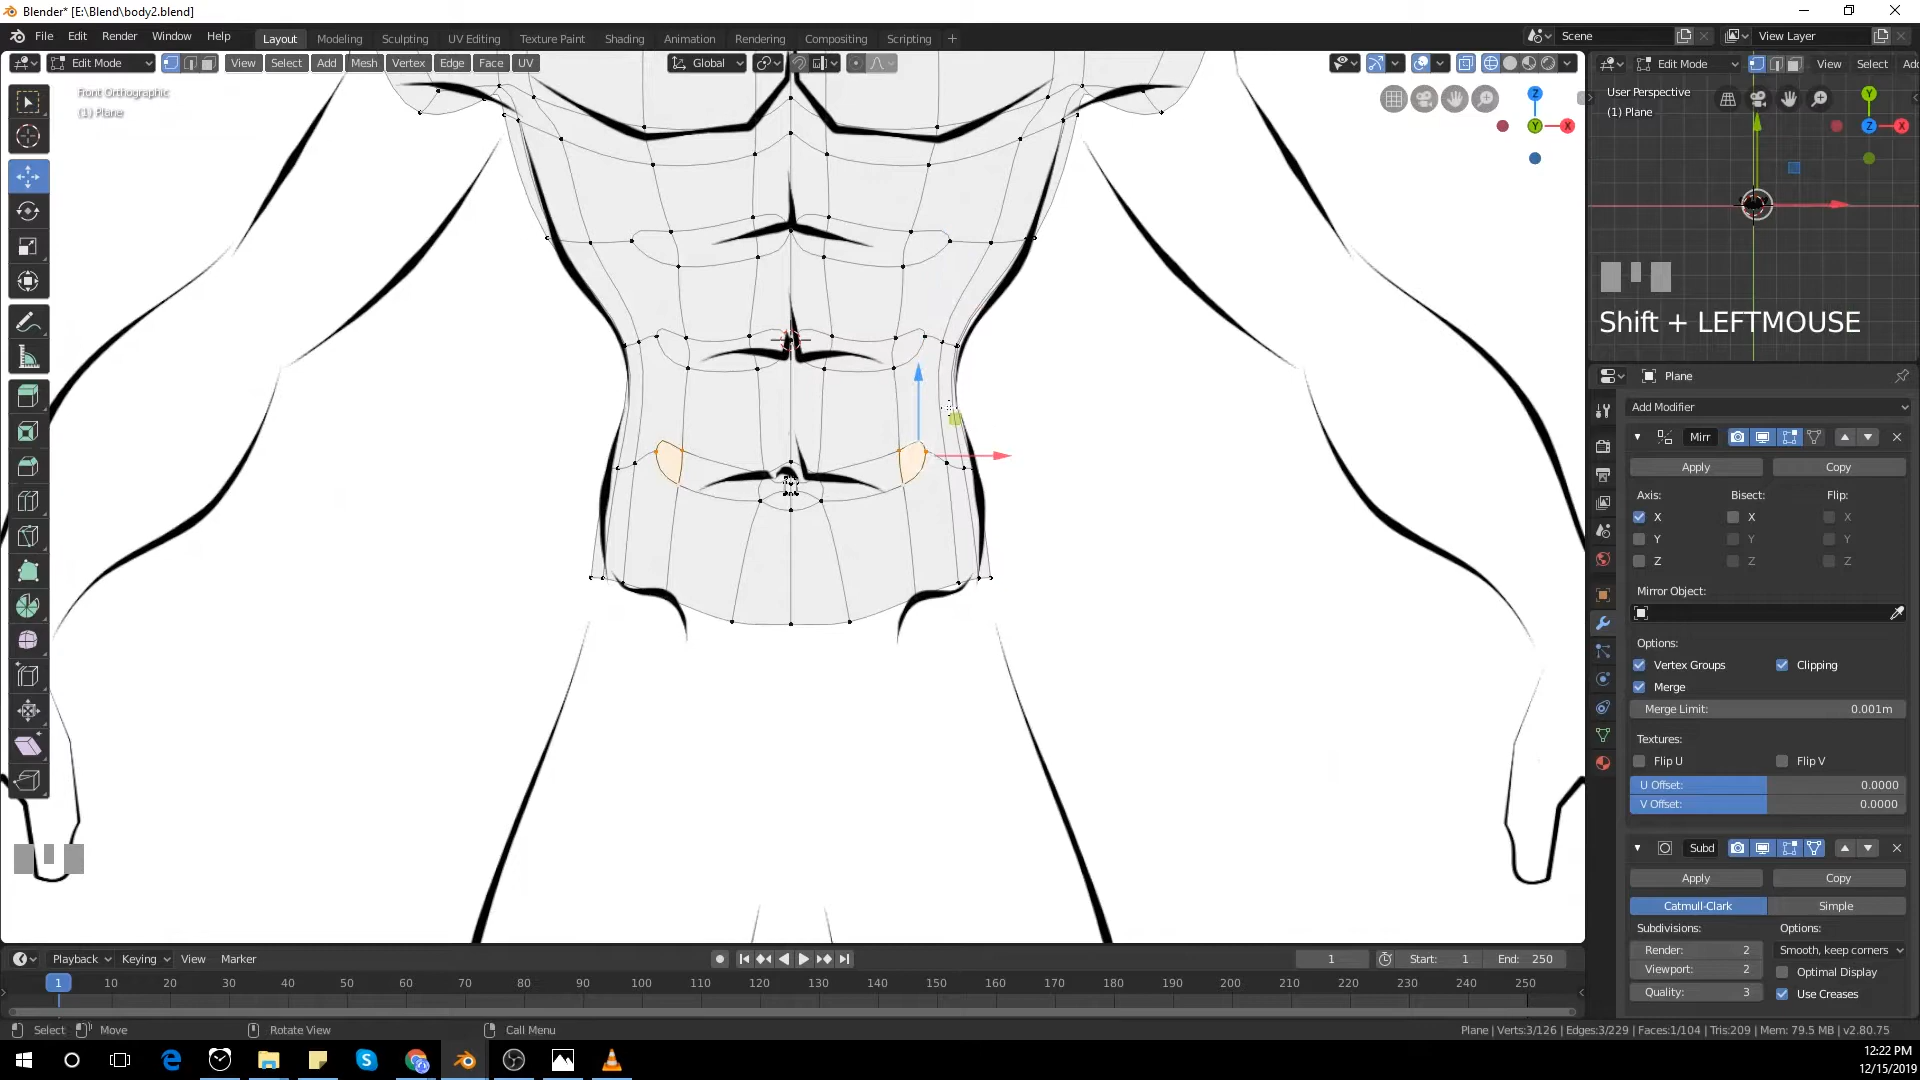 Blender* [E:\Blend\body2.blend]
File Edit Render Window Help
Layout Modeling Sculpting UV Editing Texture Paint Shading Animation Rendering Compositing Scripting +
Scene
View Layer
Edit Mode View Select Add Mesh Vertex Edge Face UV
Global
Edit Mode View Select
Front Orthographic
(1) Plane
Z
Y
X
User Perspective
(1) Plane
Y
Z
X
Shift + LEFTMOUSE
Plane
Add Modifier
Mirr
Apply
Copy
Axis:
Bisect:
Flip:
X
X
X
Y
Y
Y
Z
Z
Z
Mirror Object:
Options:
Vertex Groups
Clipping
Merge
Merge Limit: 0.001m
Textures:
Flip U
Flip V
U Offset: 0.0000
V Offset: 0.0000
Subd
Apply
Copy
Catmull-Clark
Simple
Subdivisions:
Options:
Render: 2
Smooth, keep corners
Viewport: 2
Optimal Display
Quality: 3
Use Creases
Playback Keying View Marker
1
Start: 1
End: 250
1 10 20 30 40 50 60 70 80 90 100 110 120 130 140 150 160 170 180 190 200 210 220 230 240 250
Select Move Rotate View Call Menu
Plane | Verts:3/126 | Edges:3/229 | Faces:1/104 | Tris:209 | Mem: 79.5 MB | v2.80.75
12:22 PM
12/15/2019